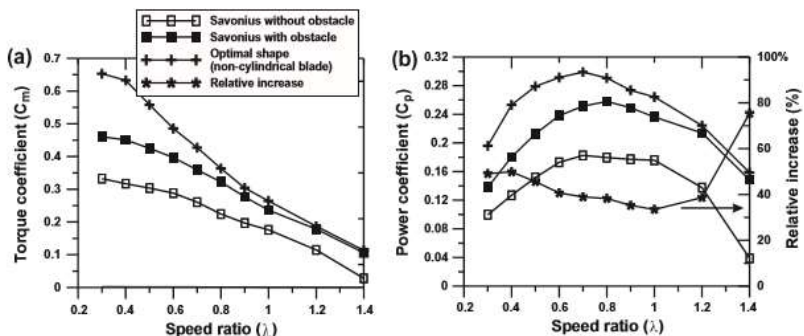 Savonius without obstacle
Savonius with obstacle
Optimal shape
(non-cylindrical blade)
Relative increase
(a)
0.7
0.6
0.5
0.4
0.3
0.2
0.1
0
Torque coefficient (Cm)
0.2 0.4 0.6 0.8 1 1.2 1.4
Speed ratio (λ)
(b)
0.32
0.28
0.24
0.2
0.16
0.12
0.08
0.04
0
Power coefficient (Cp)
0.2 0.4 0.6 0.8 1 1.2 1.4
Speed ratio (λ)
100%
80
60
40
20
0
Relative increase (%)